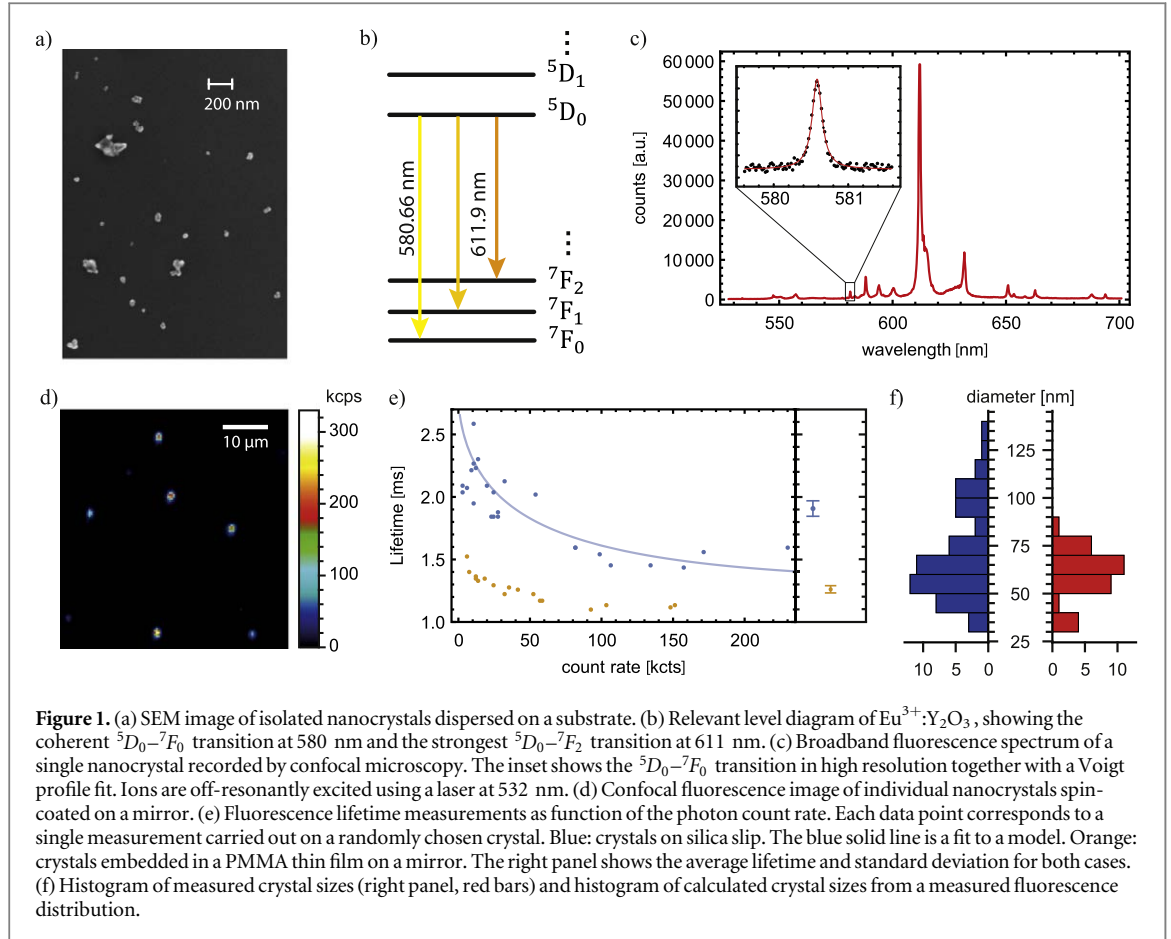 a)
200 nm
b)
⋮
⁵D₁
⁵D₀
580.66 nm
611.9 nm
⋮
⁷F₂
⁷F₁
⁷F₀
c)
counts [a.u.]
60 000
50 000
40 000
30 000
20 000
10 000
0
580 581
550 600 650 700
wavelength [nm]
d)
10 µm
kcps
300
200
100
0
e)
Lifetime [ms]
2.5
2.0
1.5
1.0
0 50 100 150 200
count rate [kcts]
f)
diameter [nm]
125
100
75
50
25
10 5 0 0 5 10
Figure 1. (a) SEM image of isolated nanocrystals dispersed on a substrate. (b) Relevant level diagram of Eu³⁺:Y₂O₃, showing the
coherent ⁵D₀–⁷F₀ transition at 580 nm and the strongest ⁵D₀–⁷F₂ transition at 611 nm. (c) Broadband fluorescence spectrum of a
single nanocrystal recorded by confocal microscopy. The inset shows the ⁵D₀–⁷F₀ transition in high resolution together with a Voigt
profile fit. Ions are off-resonantly excited using a laser at 532 nm. (d) Confocal fluorescence image of individual nanocrystals spin-
coated on a mirror. (e) Fluorescence lifetime measurements as function of the photon count rate. Each data point corresponds to a
single measurement carried out on a randomly chosen crystal. Blue: crystals on silica slip. The blue solid line is a fit to a model. Orange:
crystals embedded in a PMMA thin film on a mirror. The right panel shows the average lifetime and standard deviation for both cases.
(f) Histogram of measured crystal sizes (right panel, red bars) and histogram of calculated crystal sizes from a measured fluorescence
distribution.